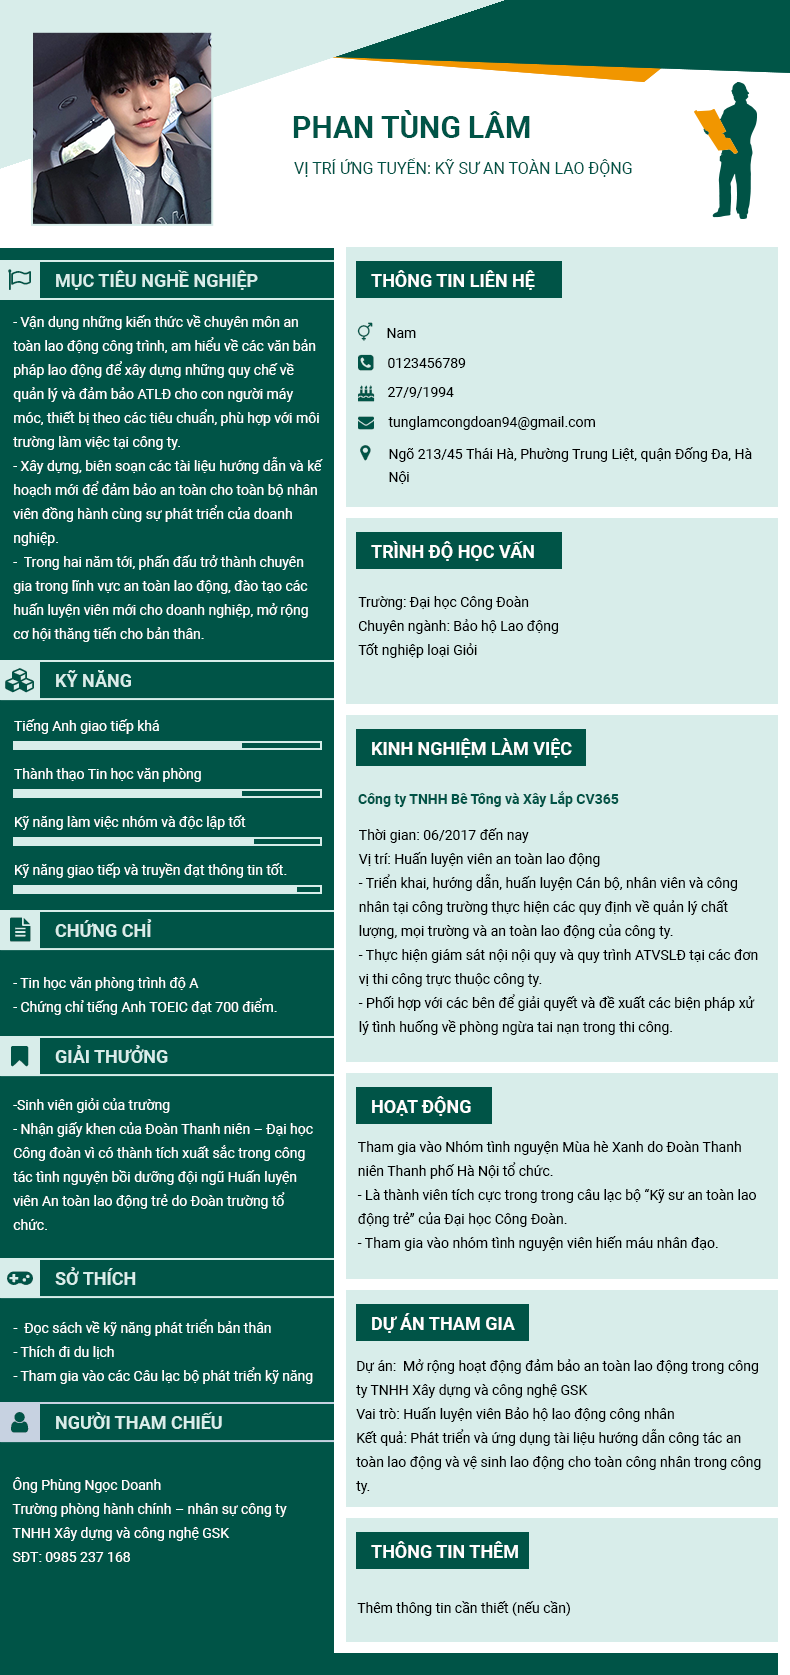 PHAN TÙNG LÂM
VỊ TRÍ ỨNG TUYỂN: KỸ SƯ AN TOÀN LAO ĐỘNG
MỤC TIÊU NGHỀ NGHIỆP
- Vận dụng những kiến thức về chuyên môn an
toàn lao động công trình, am hiểu về các văn bản
pháp lao động để xây dựng những quy chế về
quản lý và đảm bảo ATLĐ cho con người máy
móc, thiết bị theo các tiêu chuẩn, phù hợp với môi
trường làm việc tại công ty.
- Xây dựng, biên soạn các tài liệu hướng dẫn và kế
hoạch mới để đảm bảo an toàn cho toàn bộ nhân
viên đồng hành cùng sự phát triển của doanh
nghiệp.
- Trong hai năm tới, phấn đấu trở thành chuyên
gia trong lĩnh vực an toàn lao động, đào tạo các
huấn luyện viên mới cho doanh nghiệp, mở rộng
cơ hội thăng tiến cho bản thân.
KỸ NĂNG
Tiếng Anh giao tiếp khá
Thành thạo Tin học văn phòng
Kỹ năng làm việc nhóm và độc lập tốt
Kỹ năng giao tiếp và truyền đạt thông tin tốt.
CHỨNG CHỈ
- Tin học văn phòng trình độ A
- Chứng chỉ tiếng Anh TOEIC đạt 700 điểm.
GIẢI THƯỞNG
-Sinh viên giỏi của trường
- Nhận giấy khen của Đoàn Thanh niên – Đại học
Công đoàn vì có thành tích xuất sắc trong công
tác tình nguyện bồi dưỡng đội ngũ Huấn luyện
viên An toàn lao động trẻ do Đoàn trường tổ
chức.
SỞ THÍCH
- Đọc sách về kỹ năng phát triển bản thân
- Thích đi du lịch
- Tham gia vào các Câu lạc bộ phát triển kỹ năng
NGƯỜI THAM CHIẾU
Ông Phùng Ngọc Doanh
Trường phòng hành chính – nhân sự công ty
TNHH Xây dựng và công nghệ GSK
SĐT: 0985 237 168
THÔNG TIN LIÊN HỆ
Nam
0123456789
27/9/1994
tunglamcongdoan94@gmail.com
Ngõ 213/45 Thái Hà, Phường Trung Liệt, quận Đống Đa, Hà
Nội
TRÌNH ĐỘ HỌC VẤN
Trường: Đại học Công Đoàn
Chuyên ngành: Bảo hộ Lao động
Tốt nghiệp loại Giỏi
KINH NGHIỆM LÀM VIỆC
Công ty TNHH Bê Tông và Xây Lắp CV365
Thời gian: 06/2017 đến nay
Vị trí: Huấn luyện viên an toàn lao động
- Triển khai, hướng dẫn, huấn luyện Cán bộ, nhân viên và công
nhân tại công trường thực hiện các quy định về quản lý chất
lượng, mọi trường và an toàn lao động của công ty.
- Thực hiện giám sát nội nội quy và quy trình ATVSLĐ tại các đơn
vị thi công trực thuộc công ty.
- Phối hợp với các bên để giải quyết và đề xuất các biện pháp xử
lý tình huống về phòng ngừa tai nạn trong thi công.
HOẠT ĐỘNG
Tham gia vào Nhóm tình nguyện Mùa hè Xanh do Đoàn Thanh
niên Thanh phố Hà Nội tổ chức.
- Là thành viên tích cực trong trong câu lạc bộ “Kỹ sư an toàn lao
động trẻ” của Đại học Công Đoàn.
- Tham gia vào nhóm tình nguyện viên hiến máu nhân đạo.
DỰ ÁN THAM GIA
Dự án: Mở rộng hoạt động đảm bảo an toàn lao động trong công
ty TNHH Xây dựng và công nghệ GSK
Vai trò: Huấn luyện viên Bảo hộ lao động công nhân
Kết quả: Phát triển và ứng dụng tài liệu hướng dẫn công tác an
toàn lao động và vệ sinh lao động cho toàn công nhân trong công
ty.
THÔNG TIN THÊM
Thêm thông tin cần thiết (nếu cần)